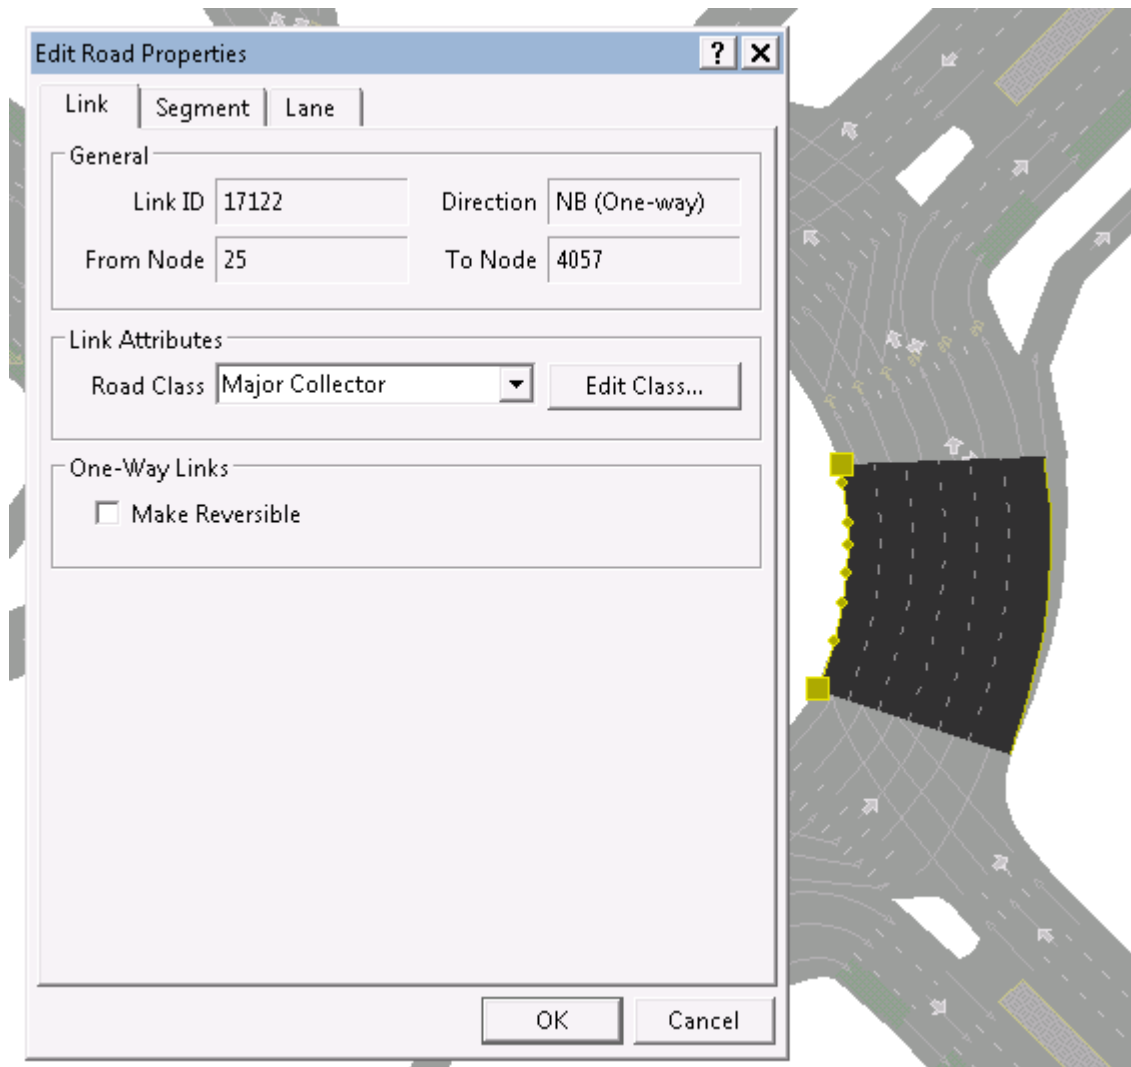 Edit Road Properties
Link Segment Lane
General
Link ID 17122 Direction NB (One-way)
From Node 25 To Node 4057
Link Attributes
Road Class Major Collector Edit Class...
One-Way Links
Make Reversible
OK Cancel